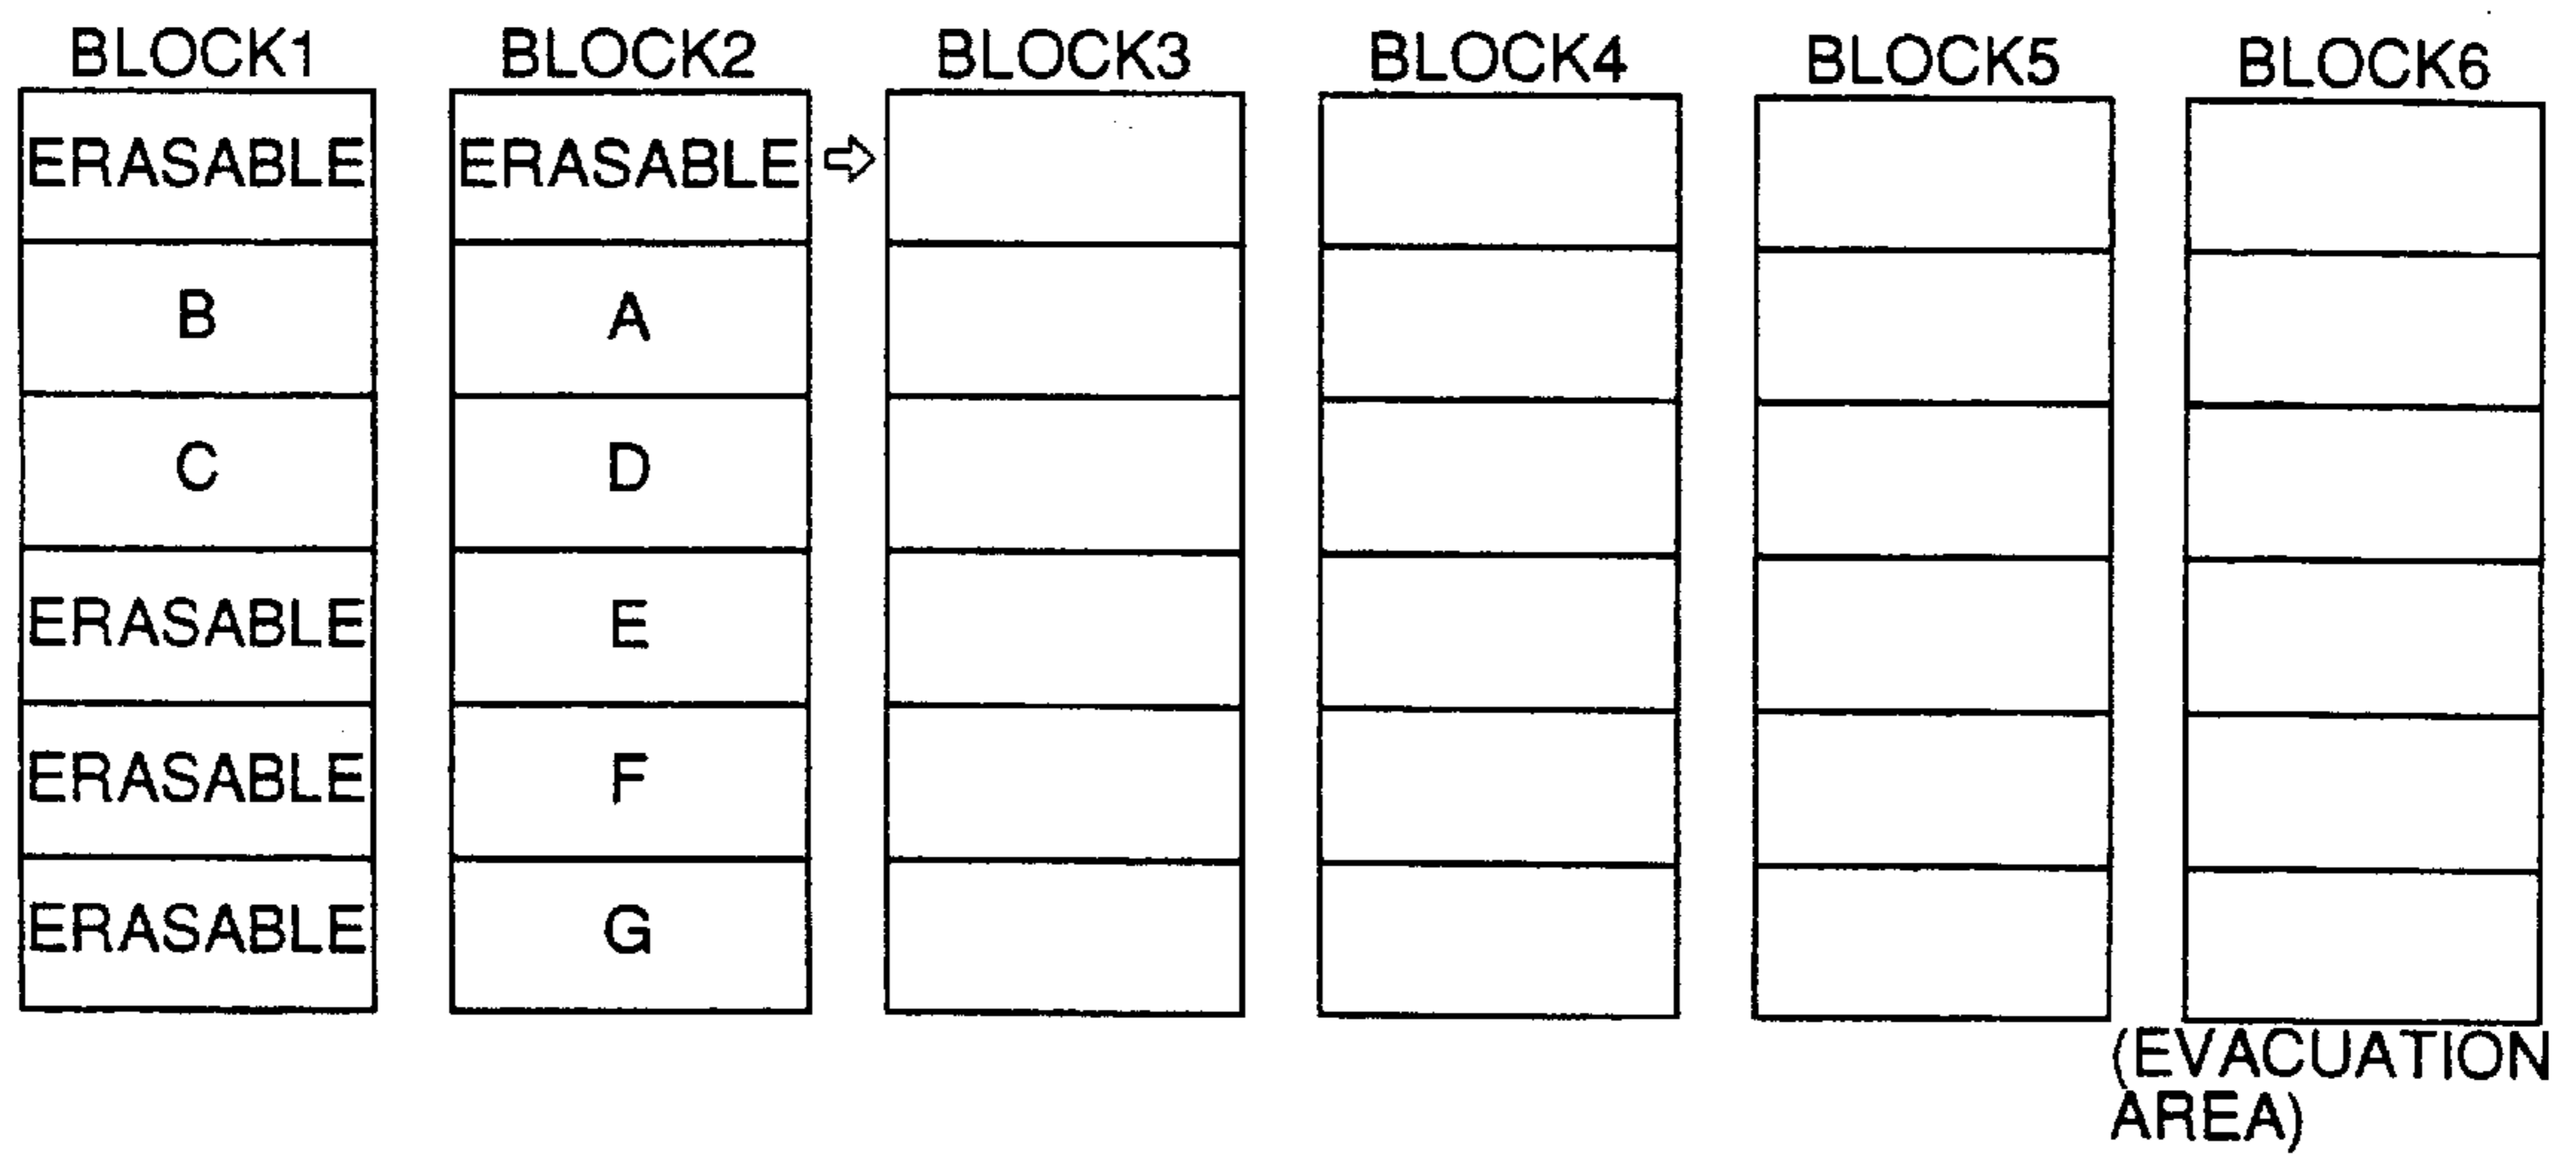 BLOCK1 BLOCK2 BLOCK3 BLOCK4 BLOCK5 BLOCK6
ERASABLE ERASABLE
B A
C D
ERASABLE E
ERASABLE F
ERASABLE G
(EVACUATION
AREA)